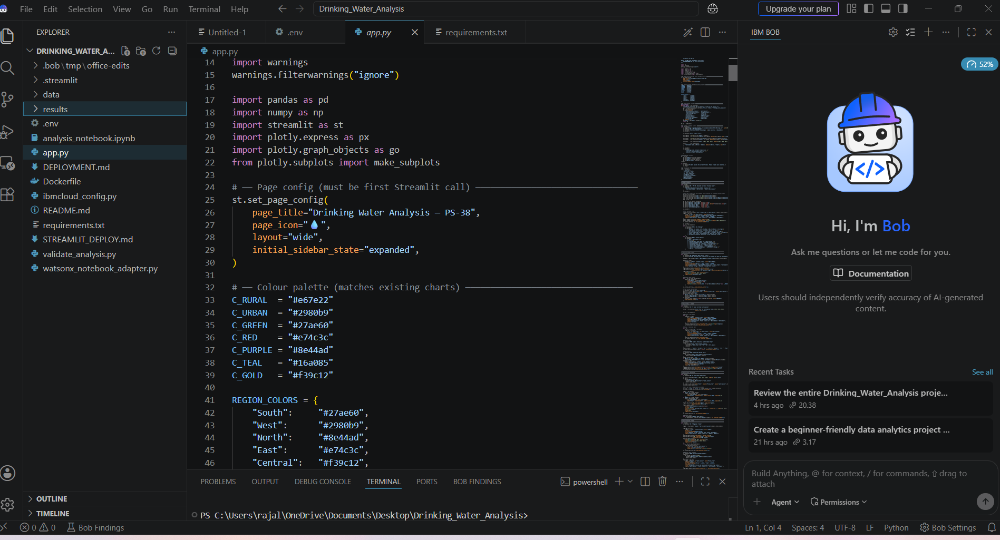 File Edit Selection View Go Run Terminal Help
Drinking_Water_Analysis
Upgrade your plan
EXPLORER
DRINKING_WATER_A...
.bob\tmp\office-edits
.streamlit
data
results
.env
analysis_notebook.ipynb
app.py
DEPLOYMENT.md
Dockerfile
ibmcloud_config.py
README.md
requirements.txt
STREAMLIT_DEPLOY.md
validate_analysis.py
watsonx_notebook_adapter.py
OUTLINE
TIMELINE
Untitled-1 .env app.py requirements.txt
app.py
14 import warnings
15 warnings.filterwarnings("ignore")
16
17 import pandas as pd
18 import numpy as np
19 import streamlit as st
20 import plotly.express as px
21 import plotly.graph_objects as go
22 from plotly.subplots import make_subplots
23
24 # ── Page config (must be first Streamlit call) ────────────────────────────────
25 st.set_page_config(
26 page_title="Drinking Water Analysis — PS-38",
27 page_icon="💧",
28 layout="wide",
29 initial_sidebar_state="expanded",
30 )
31
32 # ── Colour palette (matches existing charts) ─────────────────────────────────
33 C_RURAL = "#e67e22"
34 C_URBAN = "#2980b9"
35 C_GREEN = "#27ae60"
36 C_RED = "#e74c3c"
37 C_PURPLE = "#8e44ad"
38 C_TEAL = "#16a085"
39 C_GOLD = "#f39c12"
40
41 REGION_COLORS = {
42 "South": "#27ae60",
43 "West": "#2980b9",
44 "North": "#8e44ad",
45 "East": "#e74c3c",
46 "Central": "#f39c12",
PROBLEMS OUTPUT DEBUG CONSOLE TERMINAL PORTS BOB FINDINGS
powershell
PS C:\Users\rajal\OneDrive\Documents\Desktop\Drinking_Water_Analysis>
IBM BOB
52%
</>
Hi, I'm Bob
Ask me questions or let me code for you.
Documentation
Users should independently verify accuracy of AI-generated
content.
Recent Tasks See all
Review the entire Drinking_Water_Analysis proje...
4 hrs ago 20.38
Create a beginner-friendly data analytics project ...
21 hrs ago 3.17
Build Anything, @ for context, / for commands, ⇧ drag to
attach
Agent Permissions
0 0 Bob Findings
Ln 1, Col 4 Spaces: 4 UTF-8 LF Python Bob Settings